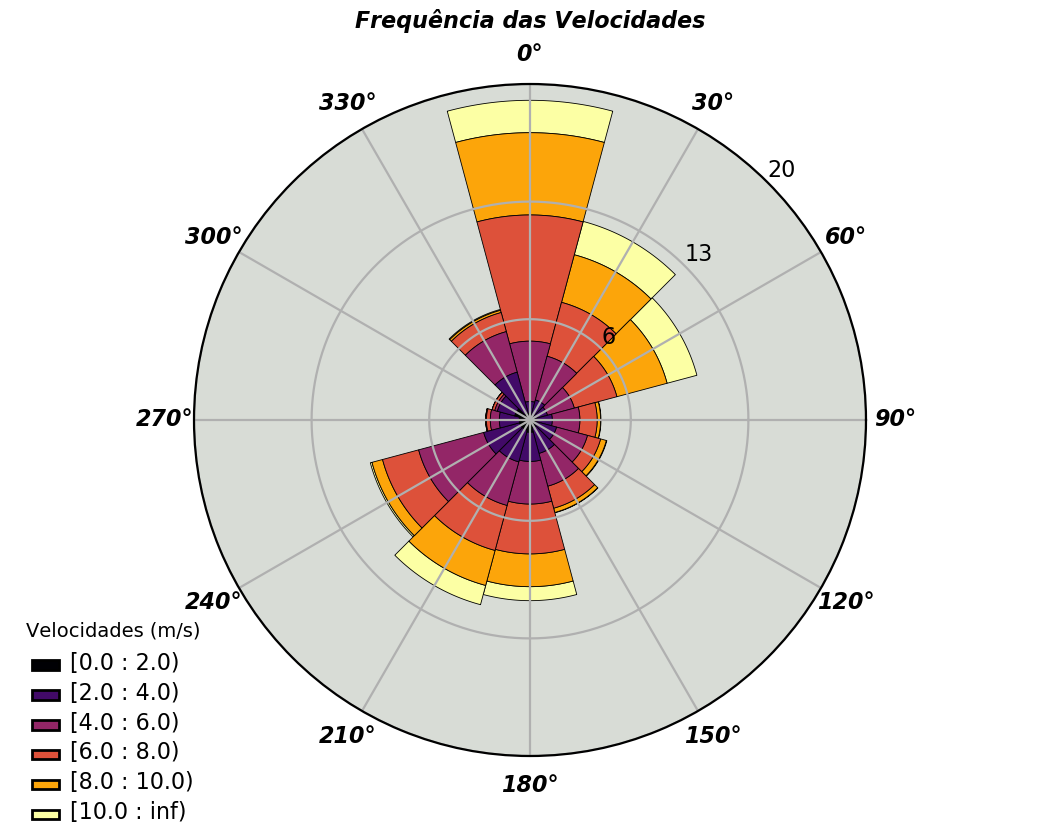 Frequência das Velocidades
0°
330°
30°
20
300°
60°
13
6
270°
90°
240°
120°
210°
150°
180°
Velocidades (m/s)
[0.0 : 2.0)
[2.0 : 4.0)
[4.0 : 6.0)
[6.0 : 8.0)
[8.0 : 10.0)
[10.0 : inf)